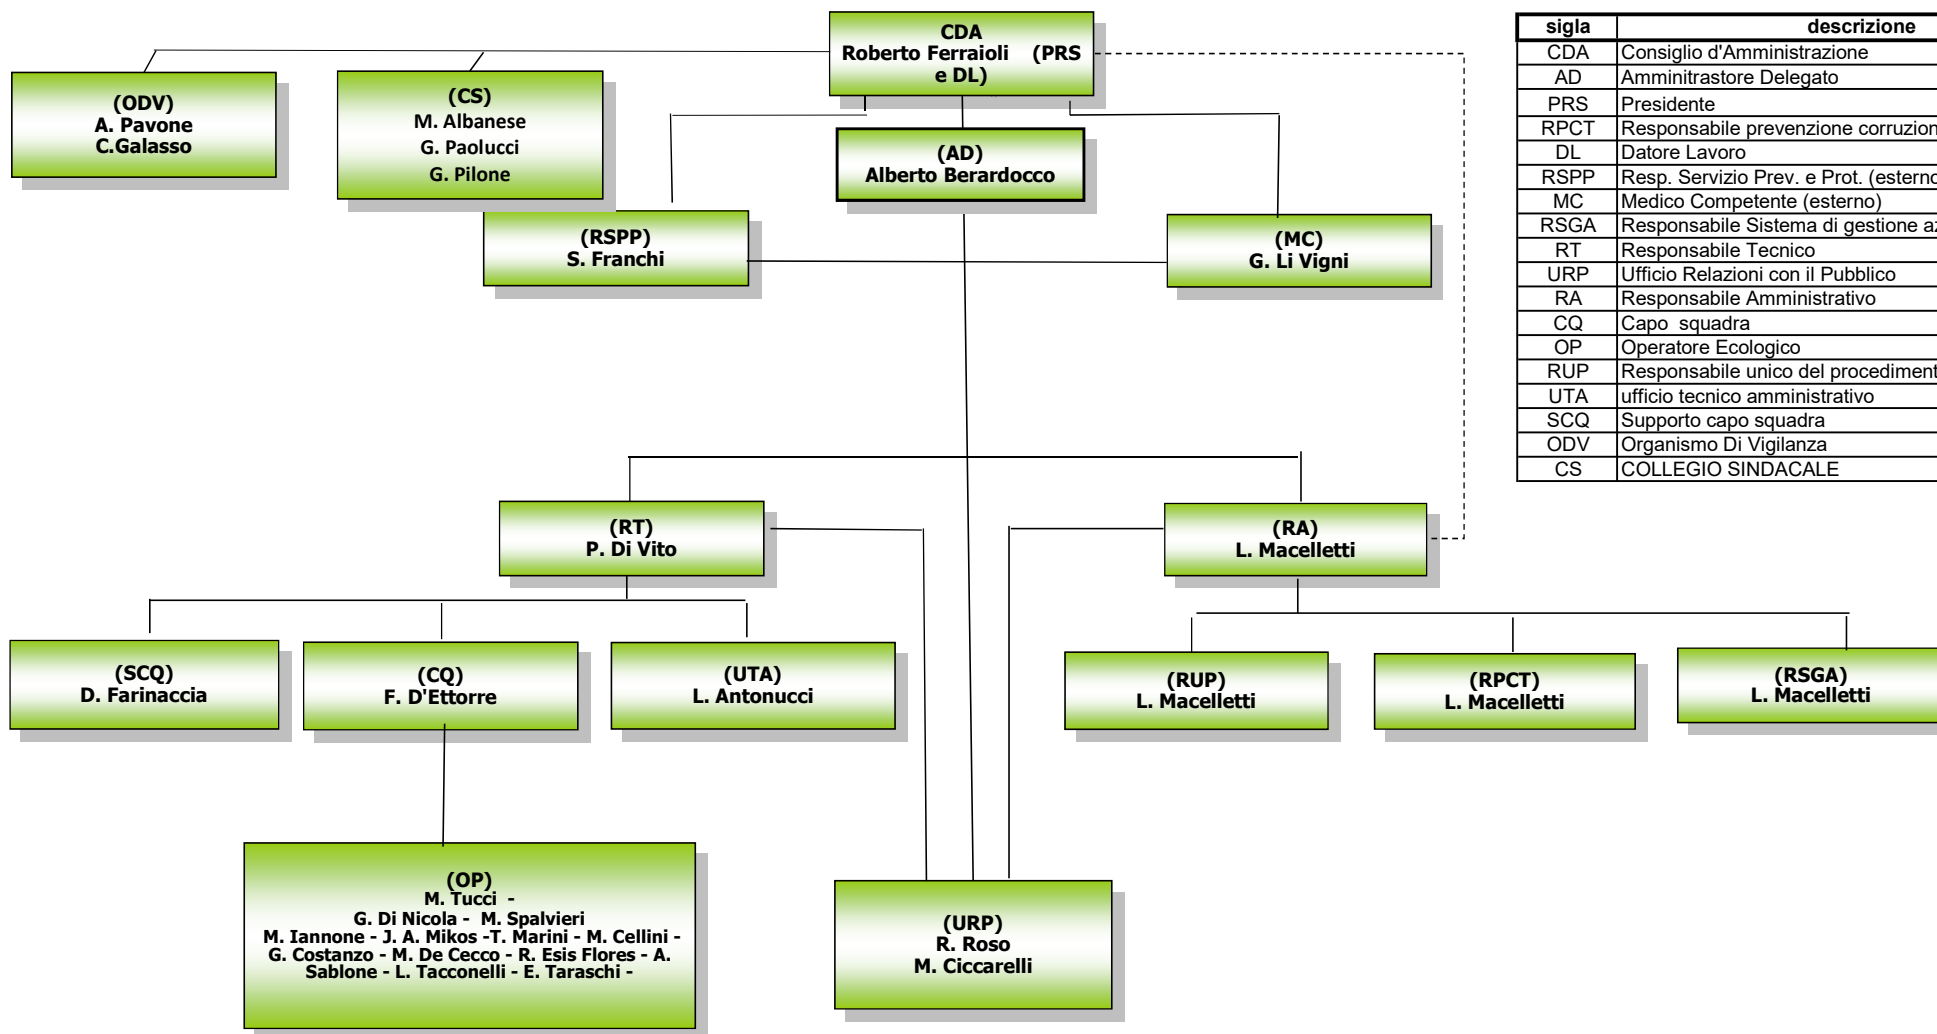 CDA
Roberto Ferraioli (PRS
e DL)
(ODV)
A. Pavone
C.Galasso
(CS)
M. Albanese
G. Paolucci
G. Pilone
(AD)
Alberto Berardocco
(RSPP)
S. Franchi
(MC)
G. Li Vigni
sigla descrizione
CDA Consiglio d'Amministrazione
AD Amminitrastore Delegato
PRS Presidente
RPCT Responsabile prevenzione corruzion
DL Datore Lavoro
RSPP Resp. Servizio Prev. e Prot. (esterno
MC Medico Competente (esterno)
RSGA Responsabile Sistema di gestione a
RT Responsabile Tecnico
URP Ufficio Relazioni con il Pubblico
RA Responsabile Amministrativo
CQ Capo squadra
OP Operatore Ecologico
RUP Responsabile unico del procediment
UTA ufficio tecnico amministrativo
SCQ Supporto capo squadra
ODV Organismo Di Vigilanza
CS COLLEGIO SINDACALE
(RT)
P. Di Vito
(RA)
L. Macelletti
(SCQ)
D. Farinaccia
(CQ)
F. D'Ettorre
(UTA)
L. Antonucci
(RUP)
L. Macelletti
(RPCT)
L. Macelletti
(RSGA)
L. Macelletti
(OP)
M. Tucci -
G. Di Nicola - M. Spalvieri
M. Iannone - J. A. Mikos -T. Marini - M. Cellini -
G. Costanzo - M. De Cecco - R. Esis Flores - A.
Sablone - L. Tacconelli - E. Taraschi -
(URP)
R. Roso
M. Ciccarelli